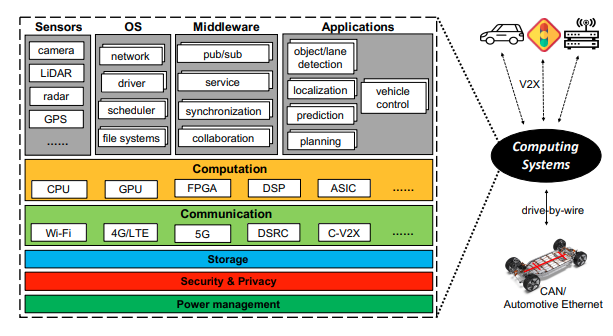 Sensors
camera
LiDAR
radar
GPS
......
OS
network
driver
scheduler
file systems
Middleware
pub/sub
service
synchronization
collaboration
Applications
object/lane
detection
localization
prediction
planning
vehicle
control
Computation
CPU
GPU
FPGA
DSP
ASIC
......
Communication
Wi-Fi
4G/LTE
5G
DSRC
C-V2X
......
Storage
Security & Privacy
Power management
V2X
Computing
Systems
drive-by-wire
CAN/
Automotive Ethernet